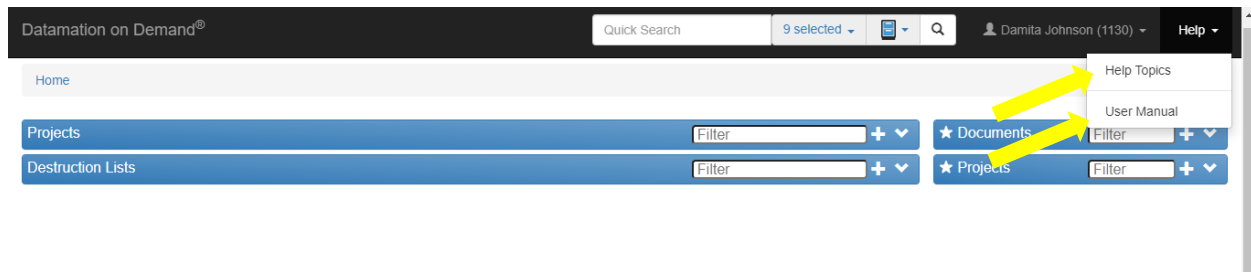 Datamation on Demand® Quick Search 9 selected Damita Johnson (1130) Help
Help Topics
Home
User Manual
Projects Filter Documents Filter
Destruction Lists Filter Projects Filter